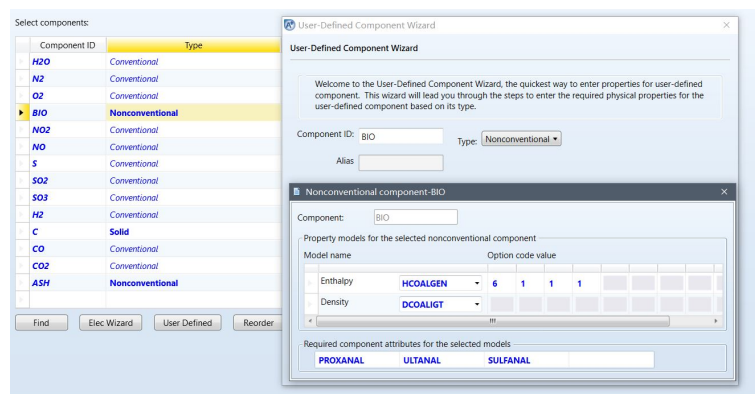 Select components:
Component ID Type
H2O Conventional
N2 Conventional
O2 Conventional
BIO Nonconventional
NO2 Conventional
NO Conventional
S Conventional
SO2 Conventional
SO3 Conventional
H2 Conventional
C Solid
CO Conventional
CO2 Conventional
ASH Nonconventional
Find Elec Wizard User Defined Reorder
User-Defined Component Wizard
User-Defined Component Wizard
Welcome to the User-Defined Component Wizard, the quickest way to enter properties for user-defined
component. This wizard will lead you through the steps to enter the required physical properties for the
user-defined component based on its type.
Component ID: BIO Type: Nonconventional
Alias
Nonconventional component-BIO
Component: BIO
Property models for the selected nonconventional component
Model name Option code value
Enthalpy HCOALGEN 6 1 1 1
Density DCOALIGT
Required component attributes for the selected models
PROXANAL ULTANAL SULFANAL